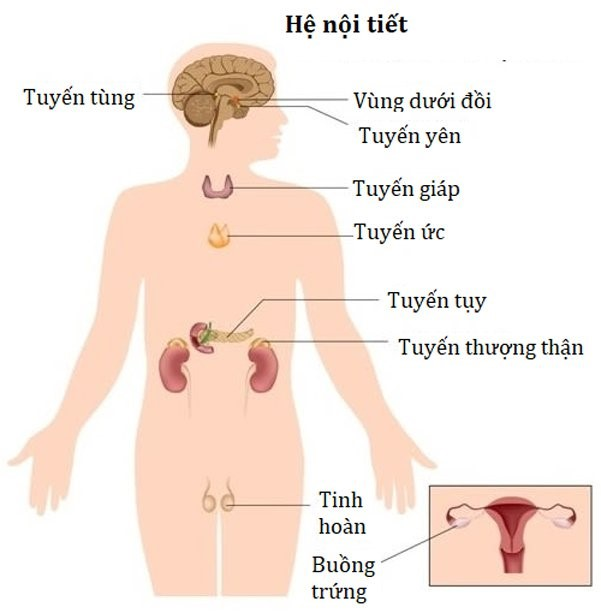 Hệ nội tiết
Tuyến tùng
Vùng dưới đồi
Tuyến yên
Tuyến giáp
Tuyến ức
Tuyến tụy
Tuyến thượng thận
Tinh
hoàn
Buồng
trứng